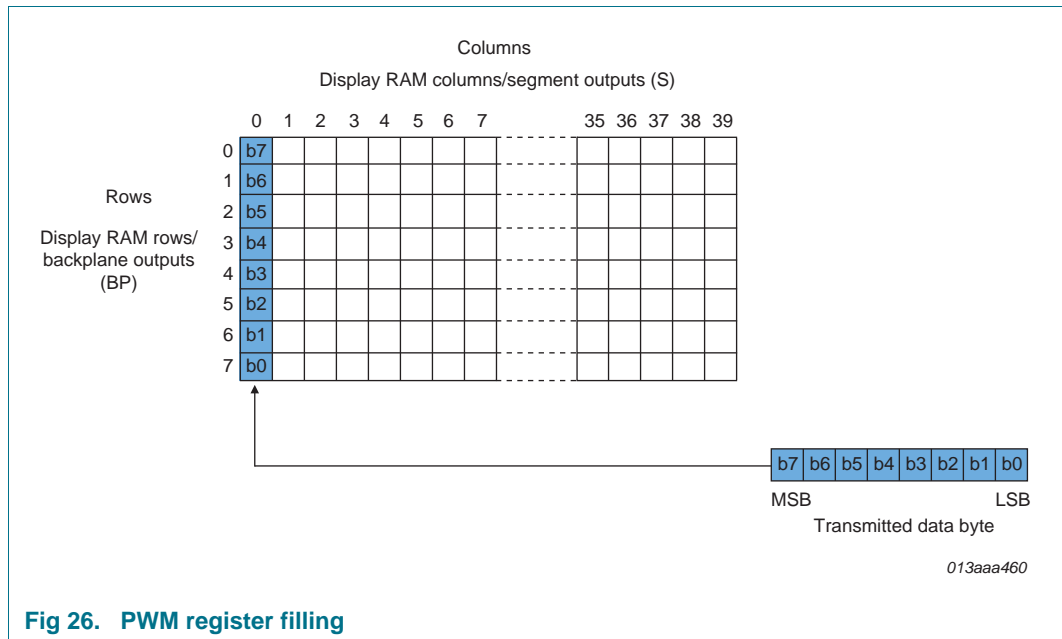 Columns
Display RAM columns/segment outputs (S)
0 1 2 3 4 5 6 7 35 36 37 38 39
0 b7
1 b6
Rows
2 b5
Display RAM rows/
3 b4
backplane outputs
4 b3
(BP)
5 b2
6 b1
7 b0
b7 b6 b5 b4 b3 b2 b1 b0
MSB LSB
Transmitted data byte
013aaa460
Fig 26. PWM register filling